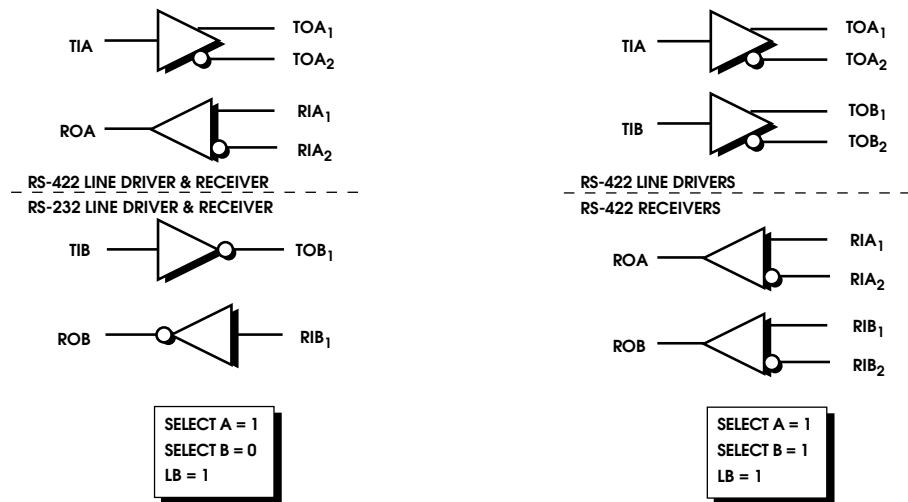 TIA
TOA1
TOA2
ROA
RIA1
RIA2
RS-422 LINE DRIVER & RECEIVER
RS-232 LINE DRIVER & RECEIVER
TIB
TOB1
ROB
RIB1
SELECT A = 1
SELECT B = 0
LB = 1
TIA
TOA1
TOA2
TIB
TOB1
TOB2
RS-422 LINE DRIVERS
RS-422 RECEIVERS
ROA
RIA1
RIA2
ROB
RIB1
RIB2
SELECT A = 1
SELECT B = 1
LB = 1